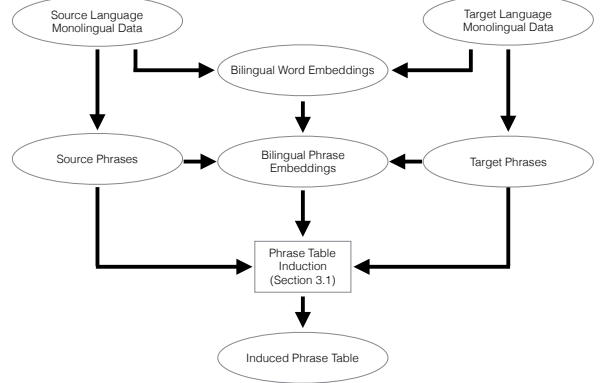 Source Language
Monolingual Data
Target Language
Monolingual Data
Bilingual Word Embeddings
Source Phrases
Bilingual Phrase
Embeddings
Target Phrases
Phrase Table
Induction
(Section 3.1)
Induced Phrase Table